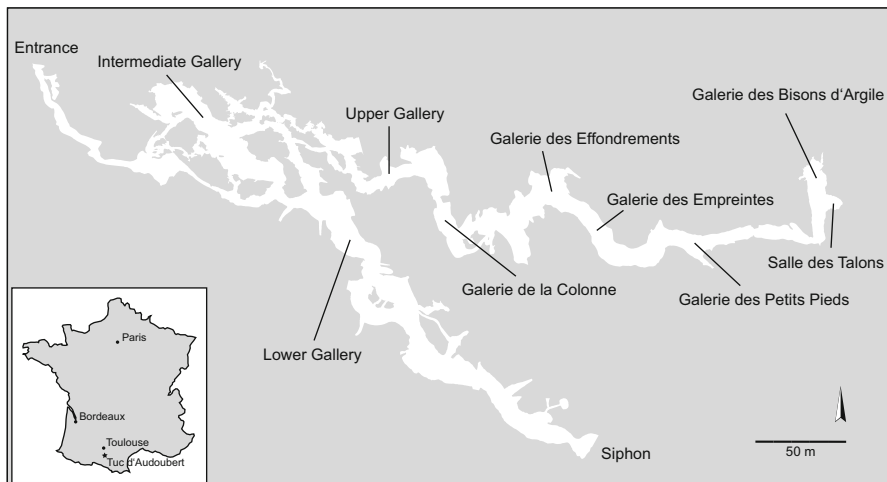 Entrance
Intermediate Gallery
Upper Gallery
Galerie des Effondrements
Galerie des Bisons d'Argile
Galerie des Empreintes
Salle des Talons
Galerie de la Colonne
Galerie des Petits Pieds
Lower Gallery
Siphon
50 m
Paris
Bordeaux
Toulouse
Tuc d'Audoubert